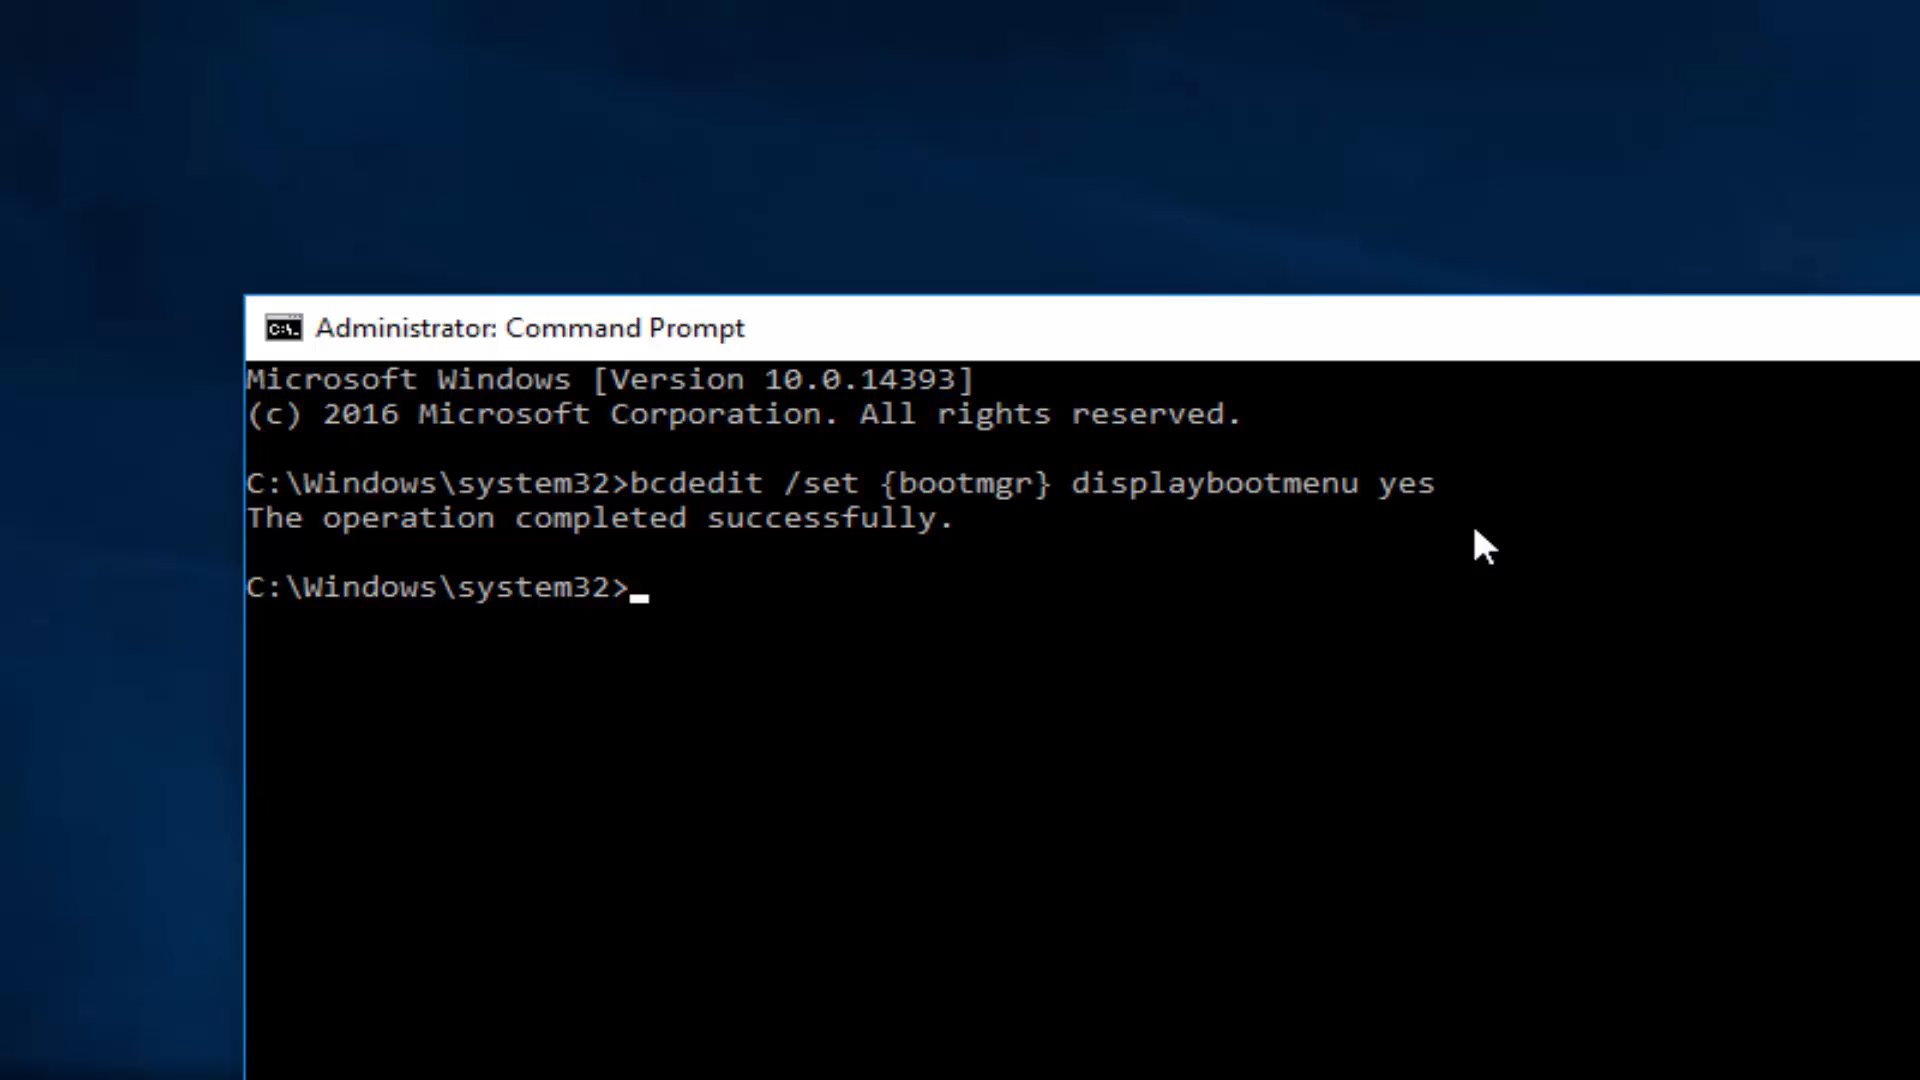 Administrator: Command Prompt
Microsoft Windows [Version 10.0.14393]
(c) 2016 Microsoft Corporation. All rights reserved.
C:\Windows\system32>bcdedit /set {bootmgr} displaybootmenu yes
The operation completed successfully.
C:\Windows\system32>